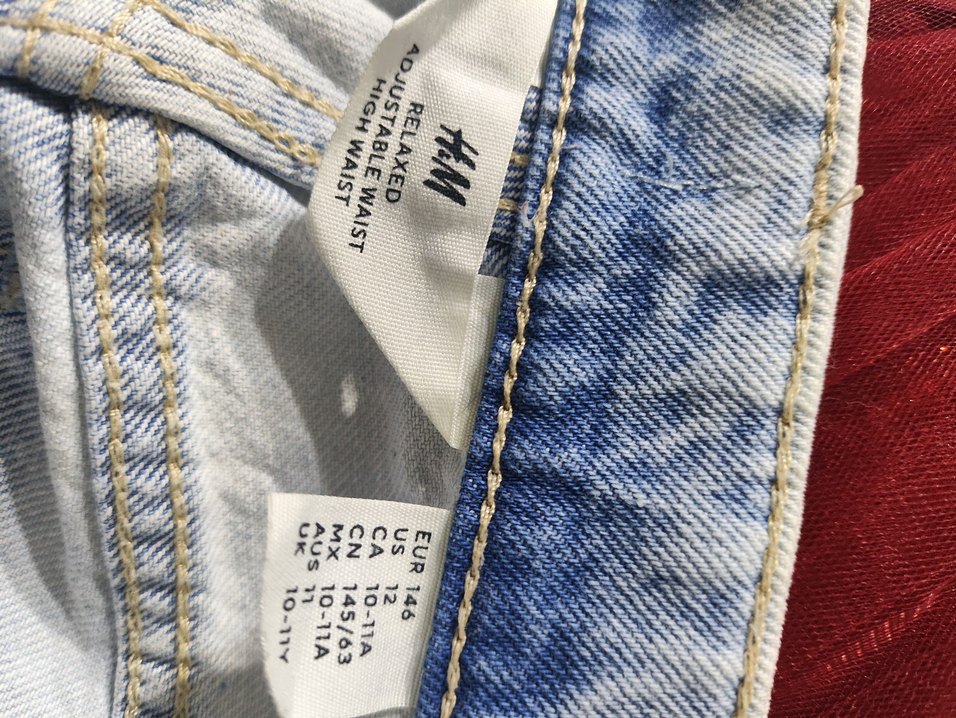 H&M
RELAXED
ADJUSTABLE WAIST
HIGH WAIST
EUR 146
US 12
CA 10-11A
CN 145/63
MX 10-11A
AUS 11
UK 10-11Y